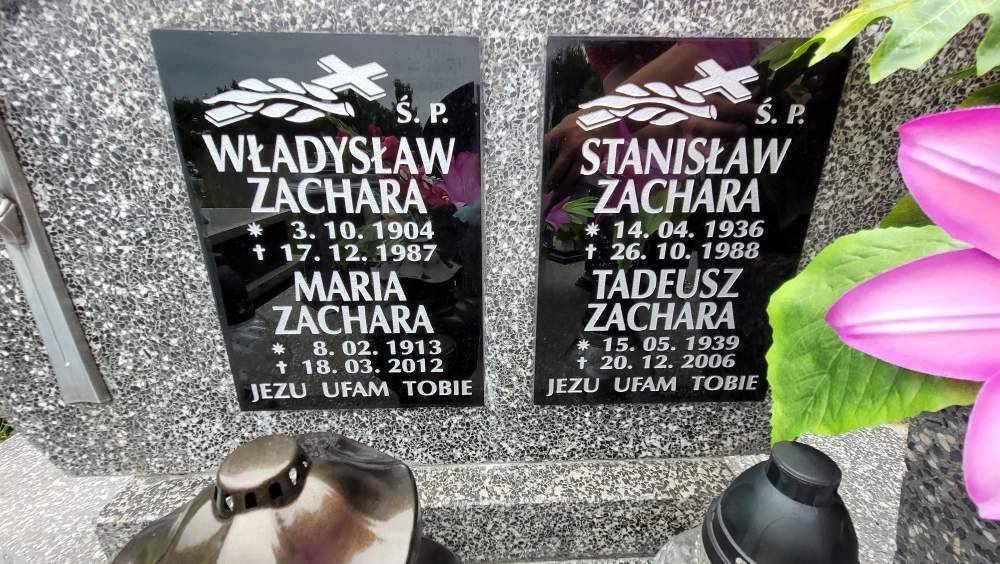 Ś. P.
WŁADYSŁAW
ZACHARA
* 3. 10. 1904
† 17. 12. 1987
MARIA
ZACHARA
* 8. 02. 1913
† 18. 03. 2012
JEZU UFAM TOBIE
Ś. P.
STANISŁAW
ZACHARA
* 14. 04. 1936
† 26. 10. 1988
TADEUSZ
ZACHARA
* 15. 05. 1939
† 20. 12. 2006
JEZU UFAM TOBIE